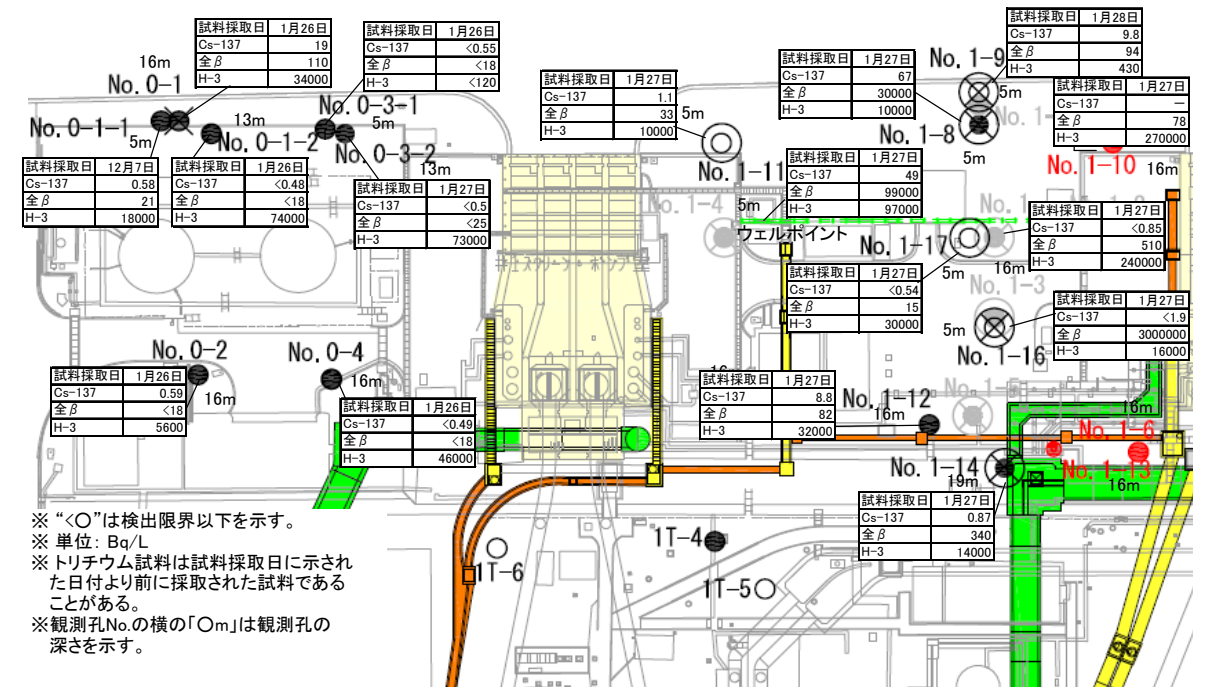 試料採取日 1月26日
Cs-137 19
全β 110
H-3 34000
試料採取日 1月26日
Cs-137 <0.55
全β <18
H-3 <120
試料採取日 1月27日
Cs-137 1.1
全β 33
H-3 10000
試料採取日 1月27日
Cs-137 67
全β 30000
H-3 10000
試料採取日 1月28日
Cs-137 9.8
全β 94
H-3 430
試料採取日 1月27日
Cs-137 －
全β 78
H-3 270000
16m
No. 0-1
No. 0-1-1
5m
13m
No. 0-1-2
No. 0-3-1
5m
No. 0-3-2
13m
5m
No. 1-11
No. 1-9
5m
No. 1-8
5m
No. 1-10
16m
試料採取日 12月7日
Cs-137 0.58
全β 21
H-3 18000
試料採取日 1月26日
Cs-137 <0.48
全β <18
H-3 74000
試料採取日 1月27日
Cs-137 <0.5
全β <25
H-3 73000
試料採取日 1月27日
Cs-137 49
全β 99000
H-3 97000
5m
No. 1-4
ウェルポイント
No. 1-17
5m
試料採取日 1月27日
Cs-137 <0.85
全β 510
H-3 240000
16m
No. 1-3
試料採取日 1月27日
Cs-137 <0.54
全β 15
H-3 30000
試料採取日 1月27日
Cs-137 <1.9
全β 3000000
H-3 16000
5m
No. 1-16
No. 0-2
16m
No. 0-4
16m
試料採取日 1月26日
Cs-137 0.59
全β <18
H-3 5600
試料採取日 1月26日
Cs-137 <0.49
全β <18
H-3 46000
試料採取日 1月27日
Cs-137 8.8
全β 82
H-3 32000
No. 1-12
16m
No. 1-5
16m
No. 1-6
No. 1-13
16m
No. 1-14
19m
試料採取日 1月27日
Cs-137 0.87
全β 340
H-3 14000
1T-4
1T-6
1T-5
※ “<〇”は検出限界以下を示す。
※ 単位: Bq/L
※ トリチウム試料は試料採取日に示され
た日付より前に採取された試料である
ことがある。
※観測孔No.の横の「〇m」は観測孔の
深さを示す。